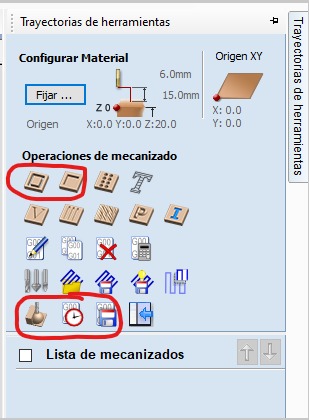 Trayectorias de herramientas
Configurar Material
Origen XY
6.0mm
Fijar ...
15.0mm
Z 0
X: 0.0
Origen X:0.0 Y:0.0 Z:20.0
Y: 0.0
Operaciones de mecanizado
Lista de mecanizados
Trayectorias de herramientas